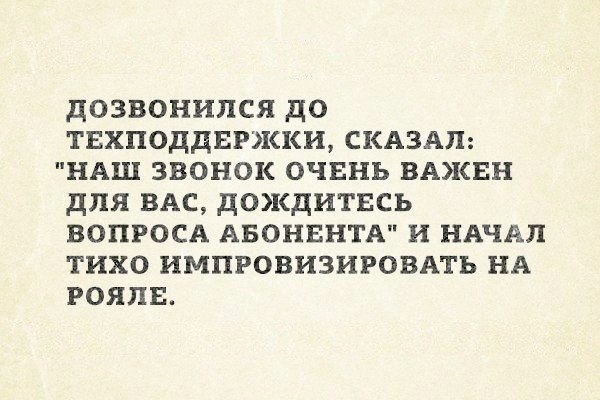 ДОЗВОНИЛСЯ ДО
ТЕХПОДДЕРЖКИ, СКАЗАЛ:
"НАШ ЗВОНОК ОЧЕНЬ ВАЖЕН
ДЛЯ ВАС, ДОЖДИТЕСЬ
ВОПРОСА АБОНЕНТА" И НАЧАЛ
ТИХО ИМПРОВИЗИРОВАТЬ НА
РОЯЛЕ.